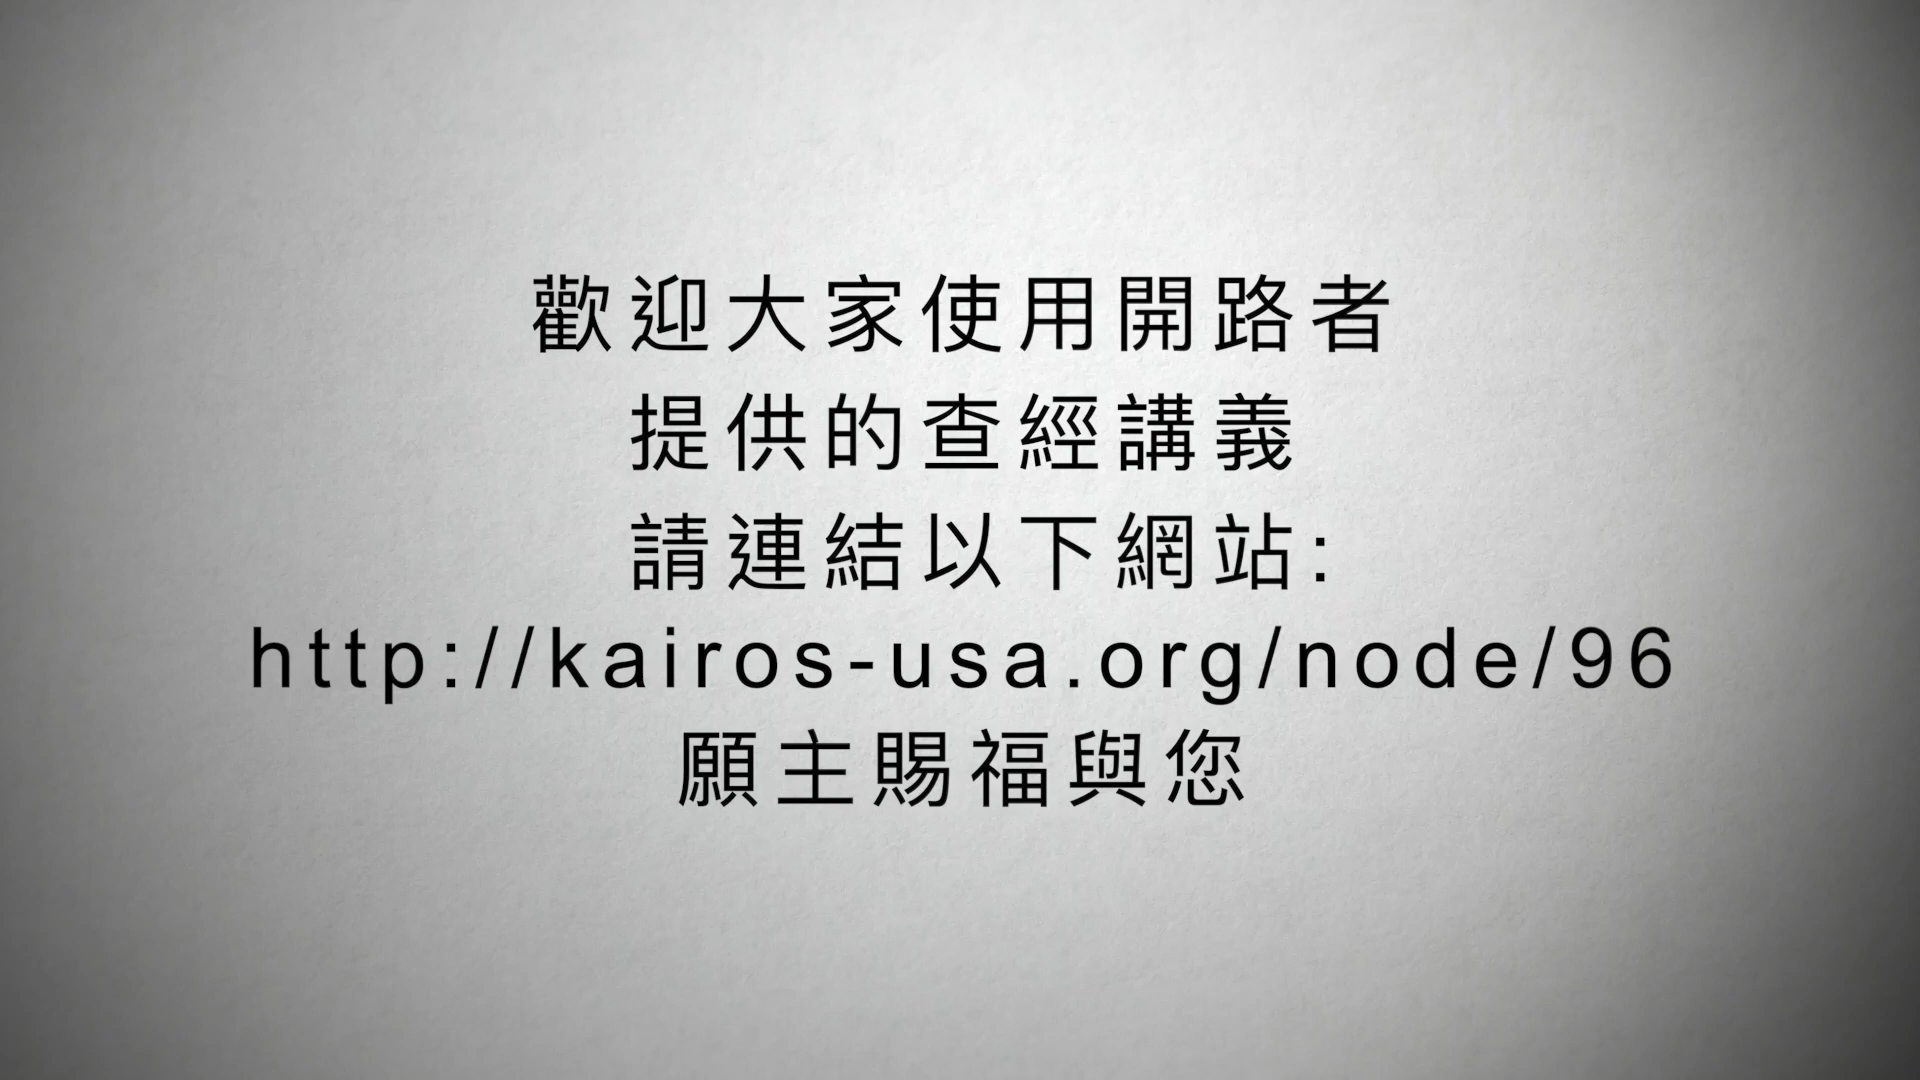 歡迎大家使用開路者
提供的查經講義
請連結以下網站:
http://kairos-usa.org/node/96
願主賜福與您